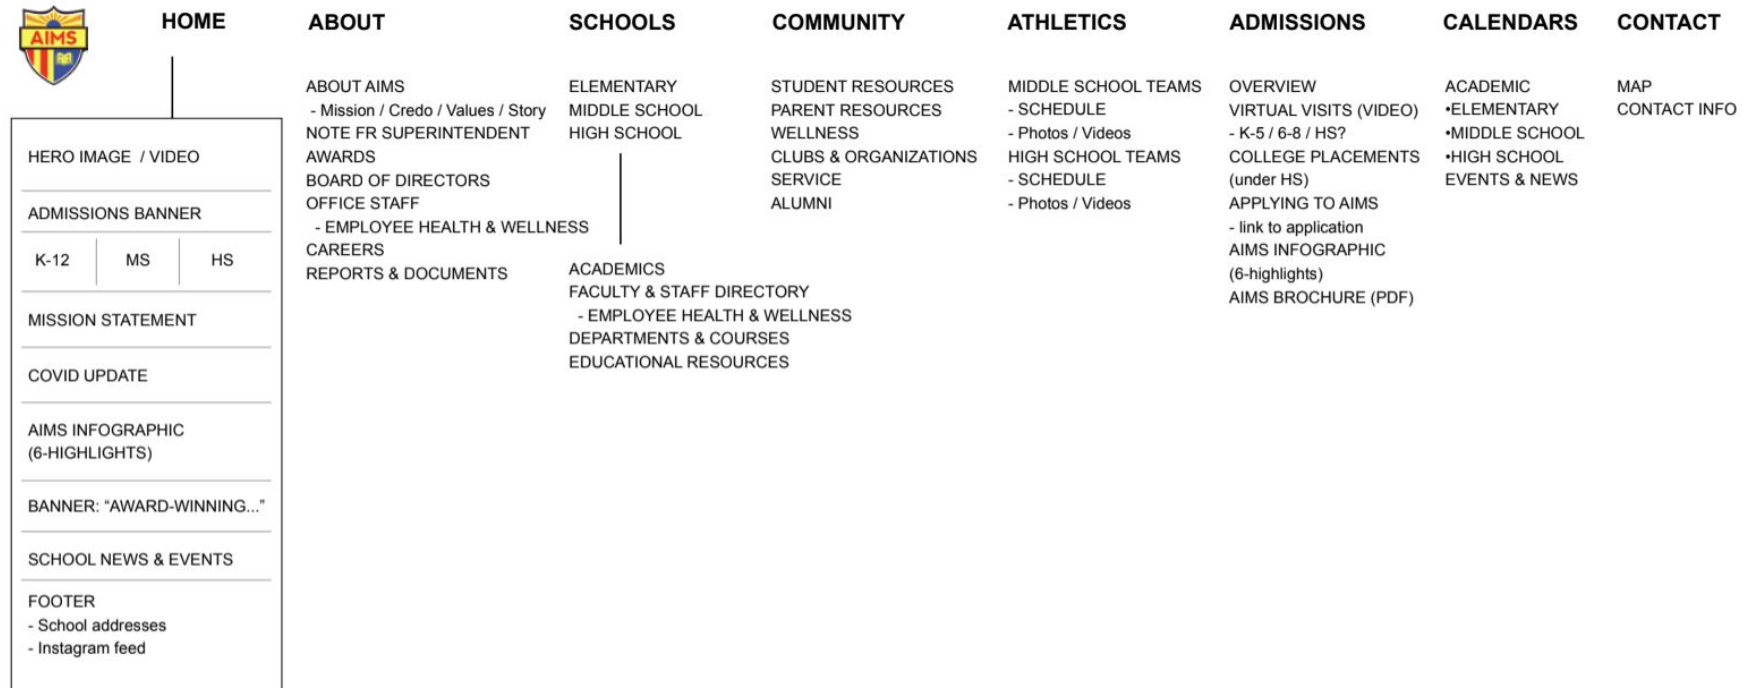 AIMS
HOME
HERO IMAGE / VIDEO
ADMISSIONS BANNER
K-12
MS
HS
MISSION STATEMENT
COVID UPDATE
AIMS INFOGRAPHIC
(6-HIGHLIGHTS)
BANNER: “AWARD-WINNING...”
SCHOOL NEWS & EVENTS
FOOTER
- School addresses
- Instagram feed
ABOUT
ABOUT AIMS
- Mission / Credo / Values / Story
NOTE FR SUPERINTENDENT
AWARDS
BOARD OF DIRECTORS
OFFICE STAFF
- EMPLOYEE HEALTH & WELLNESS
CAREERS
REPORTS & DOCUMENTS
SCHOOLS
ELEMENTARY
MIDDLE SCHOOL
HIGH SCHOOL
ACADEMICS
FACULTY & STAFF DIRECTORY
- EMPLOYEE HEALTH & WELLNESS
DEPARTMENTS & COURSES
EDUCATIONAL RESOURCES
COMMUNITY
STUDENT RESOURCES
PARENT RESOURCES
WELLNESS
CLUBS & ORGANIZATIONS
SERVICE
ALUMNI
ATHLETICS
MIDDLE SCHOOL TEAMS
- SCHEDULE
- Photos / Videos
HIGH SCHOOL TEAMS
- SCHEDULE
- Photos / Videos
ADMISSIONS
OVERVIEW
VIRTUAL VISITS (VIDEO)
- K-5 / 6-8 / HS?
COLLEGE PLACEMENTS
(under HS)
APPLYING TO AIMS
- link to application
AIMS INFOGRAPHIC
(6-highlights)
AIMS BROCHURE (PDF)
CALENDARS
ACADEMIC
•ELEMENTARY
•MIDDLE SCHOOL
•HIGH SCHOOL
EVENTS & NEWS
CONTACT
MAP
CONTACT INFO